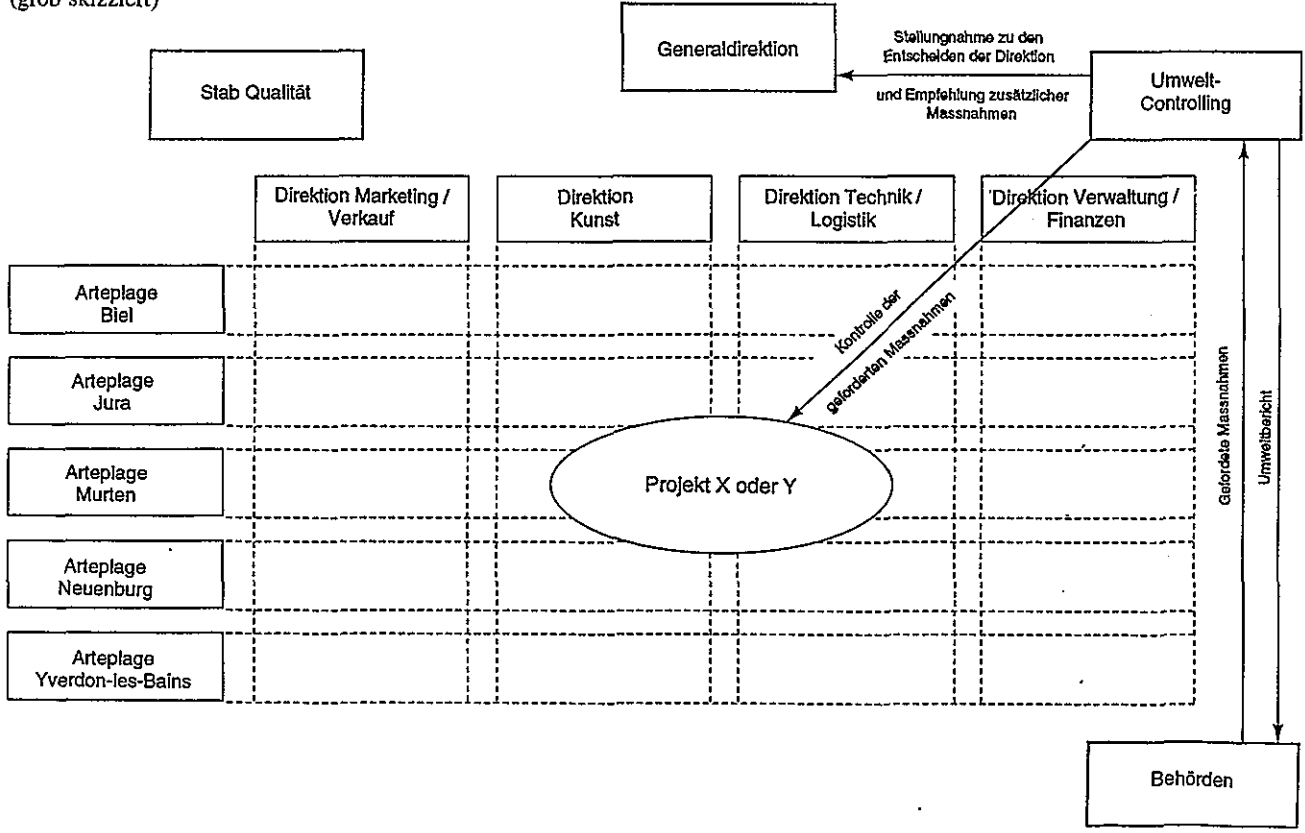 (grob skizziert)
Generaldirektion
Stellungnahme zu den
Entscheiden der Direktion
und Empfehlung zusätzlicher
Massnahmen
Umwelt-
Controlling
Stab Qualität
Direktion Marketing /
Verkauf
Direktion
Kunst
Direktion Technik /
Logistik
Direktion Verwaltung /
Finanzen
Arteplage
Biel
Arteplage
Jura
Arteplage
Murten
Arteplage
Neuenburg
Arteplage
Yverdon-les-Bains
Kontrolle der
geforderten Massnahmen
Projekt X oder Y
Gefordete Massnahmen
Umweltbericht
Behörden